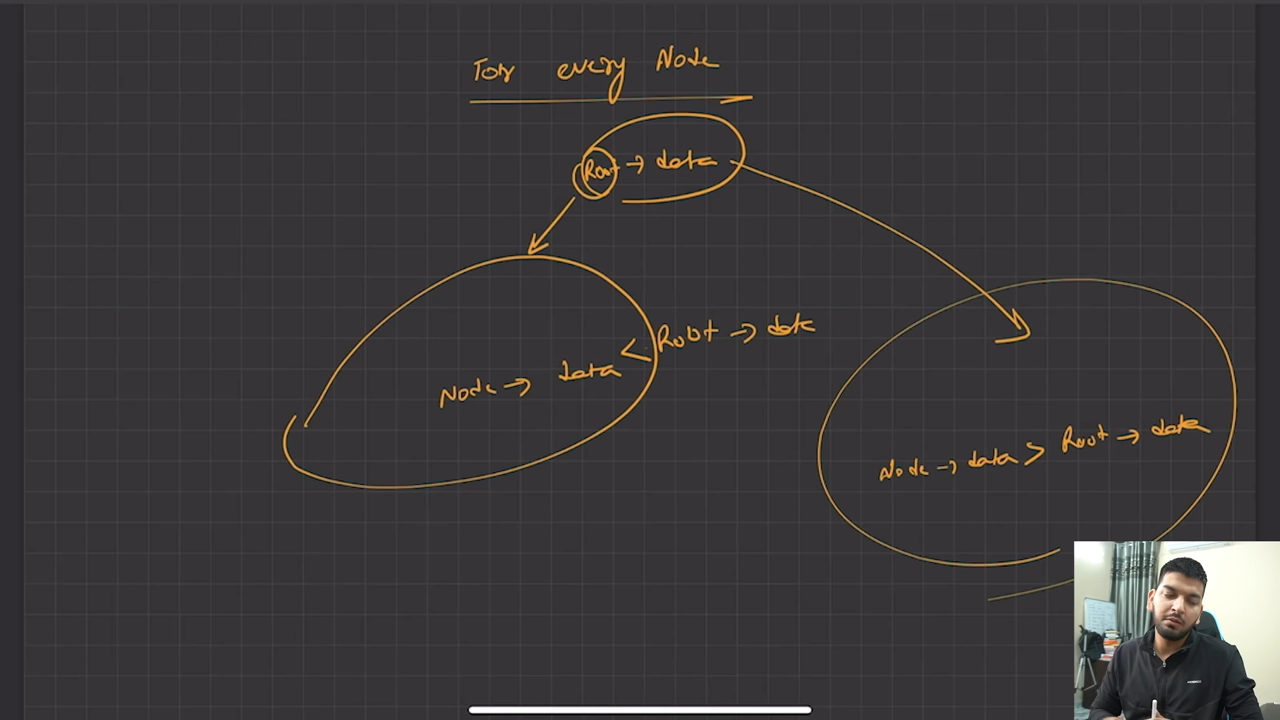 For every Node
Root → data
Node → data < Root → data
Node → data > Root → data